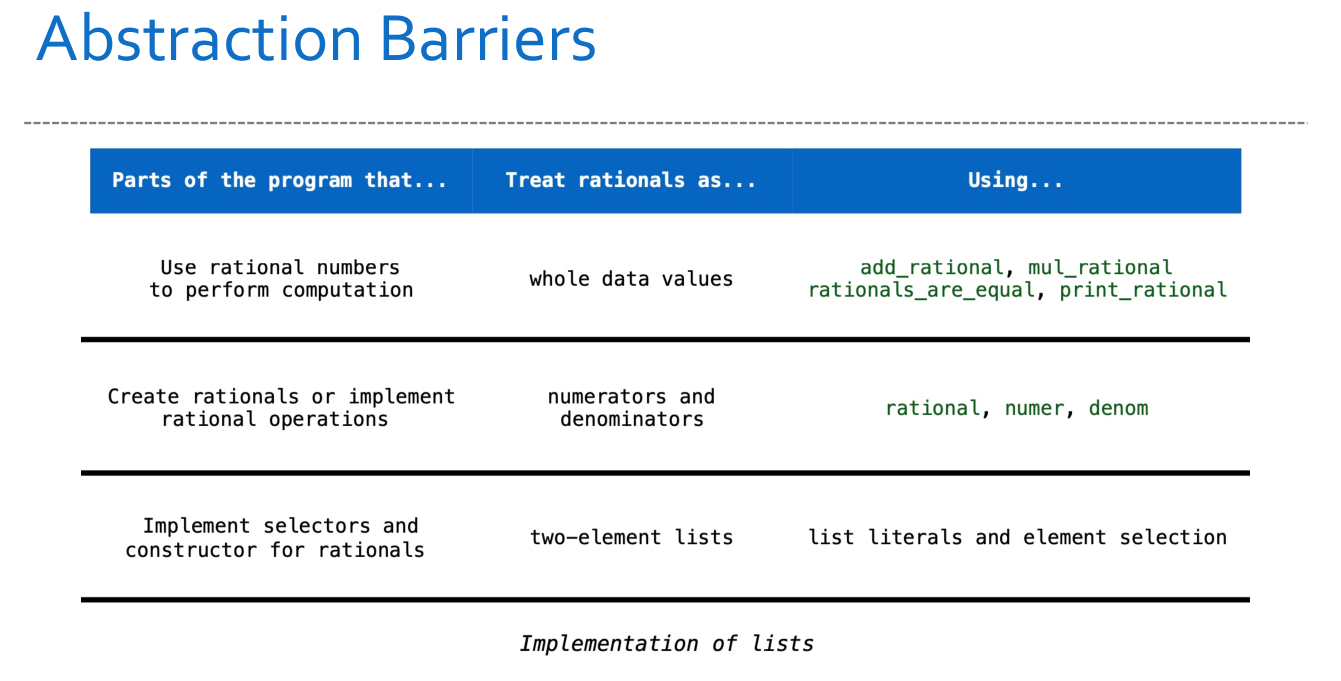 Abstraction Barriers
Parts of the program that... Treat rationals as... Using...
Use rational numbers
to perform computation
whole data values
add_rational, mul_rational
rationals_are_equal, print_rational
Create rationals or implement
rational operations
numerators and
denominators
rational, numer, denom
Implement selectors and
constructor for rationals
two-element lists
list literals and element selection
Implementation of lists